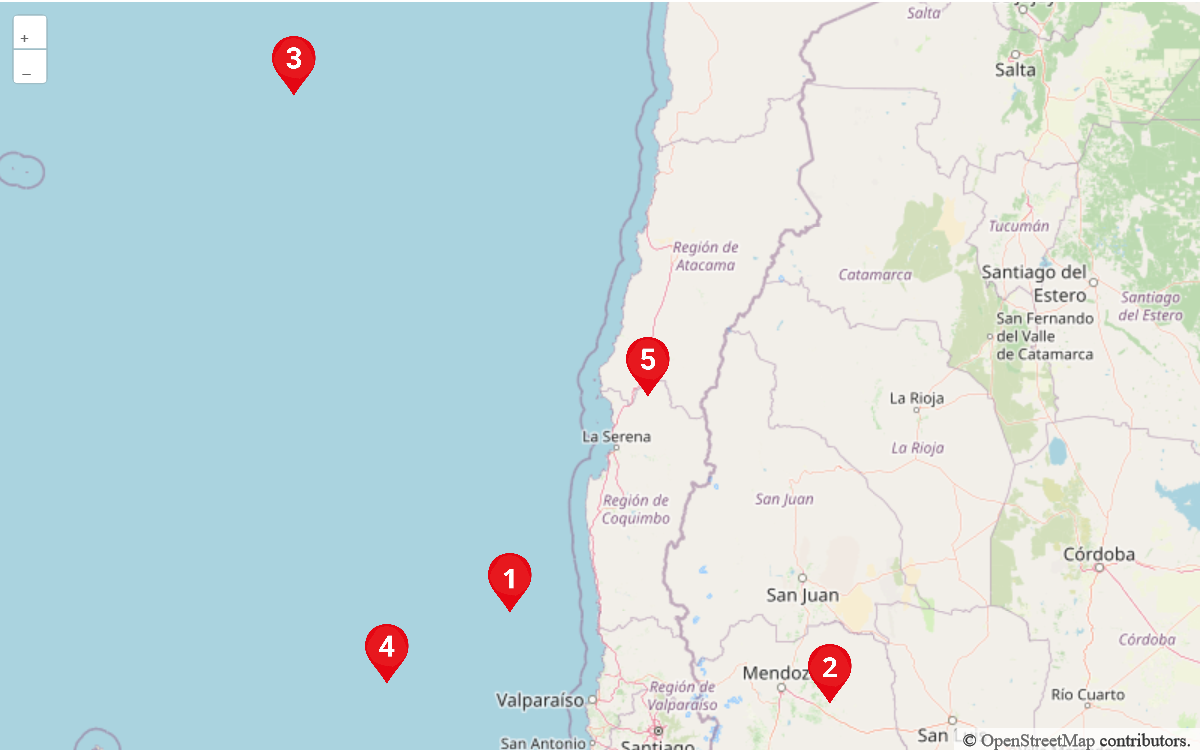 +
–
Salta
Salta
3
Tucumán
Región de
Atacama
Catamarca
Santiago del
Estero
Santiago
del Estero
San Fernando
del Valle
de Catamarca
5
La Rioja
La Serena
La Rioja
San Juan
Región de
Coquimbo
Córdoba
1
San Juan
Córdoba
4
2
Mendoz
Región de
Valparaíso
Valparaíso
Río Cuarto
San
San Antonio
Santiago
© OpenStreetMap contributors.